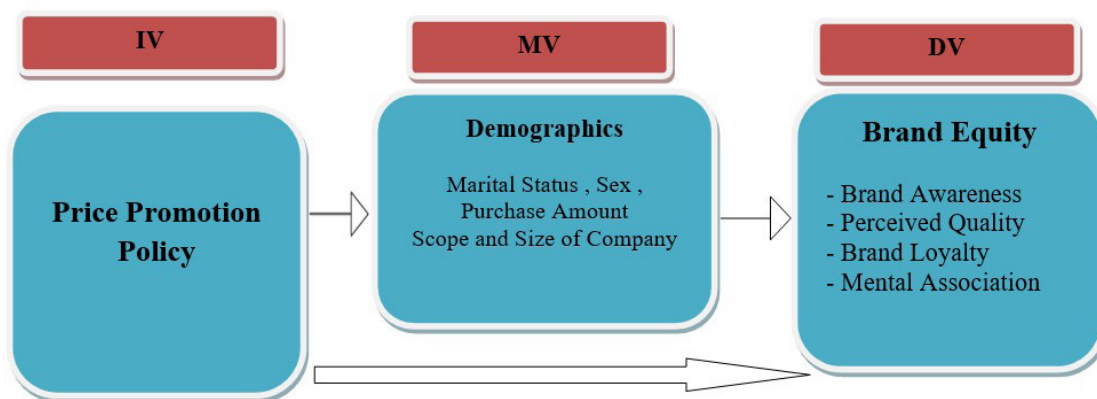 IV
Price Promotion
Policy
MV
Demographics
Marital Status , Sex ,
Purchase Amount
Scope and Size of Company
DV
Brand Equity
- Brand Awareness
- Perceived Quality
- Brand Loyalty
- Mental Association